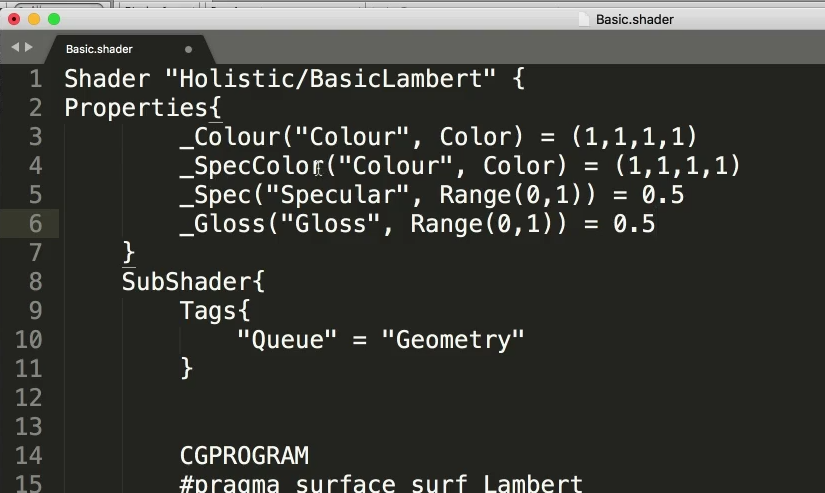 Basic.shader
Basic.shader
1 Shader "Holistic/BasicLambert" {
2 Properties{
3 _Colour("Colour", Color) = (1,1,1,1)
4 _SpecColor("Colour", Color) = (1,1,1,1)
5 _Spec("Specular", Range(0,1)) = 0.5
6 _Gloss("Gloss", Range(0,1)) = 0.5
7 }
8 SubShader{
9 Tags{
10 "Queue" = "Geometry"
11 }
12
13
14 CGPROGRAM
15 #pragma surface surf Lambert